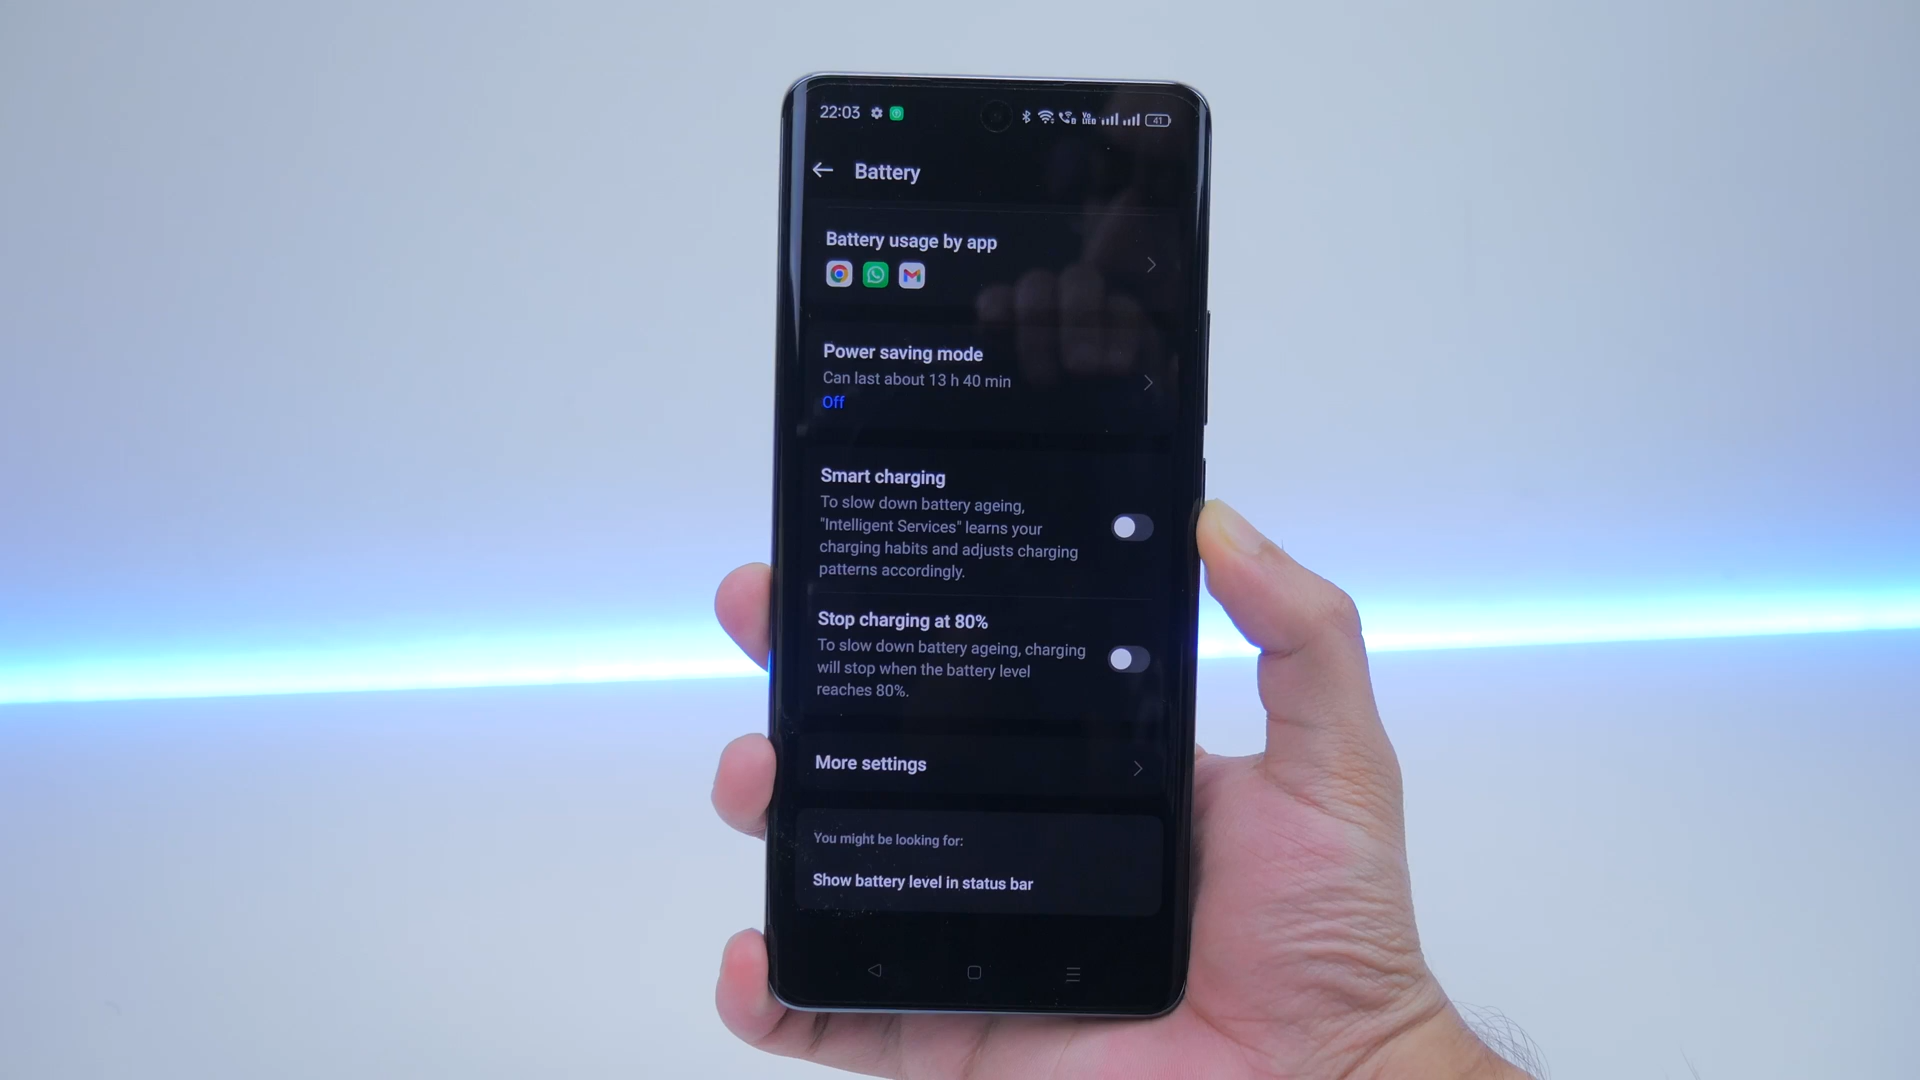 22:03
41
Battery
Battery usage by app
Power saving mode
Can last about 13 h 40 min
Off
Smart charging
To slow down battery ageing,
"Intelligent Services" learns your
charging habits and adjusts charging
patterns accordingly.
Stop charging at 80%
To slow down battery ageing, charging
will stop when the battery level
reaches 80%.
More settings
You might be looking for:
Show battery level in status bar